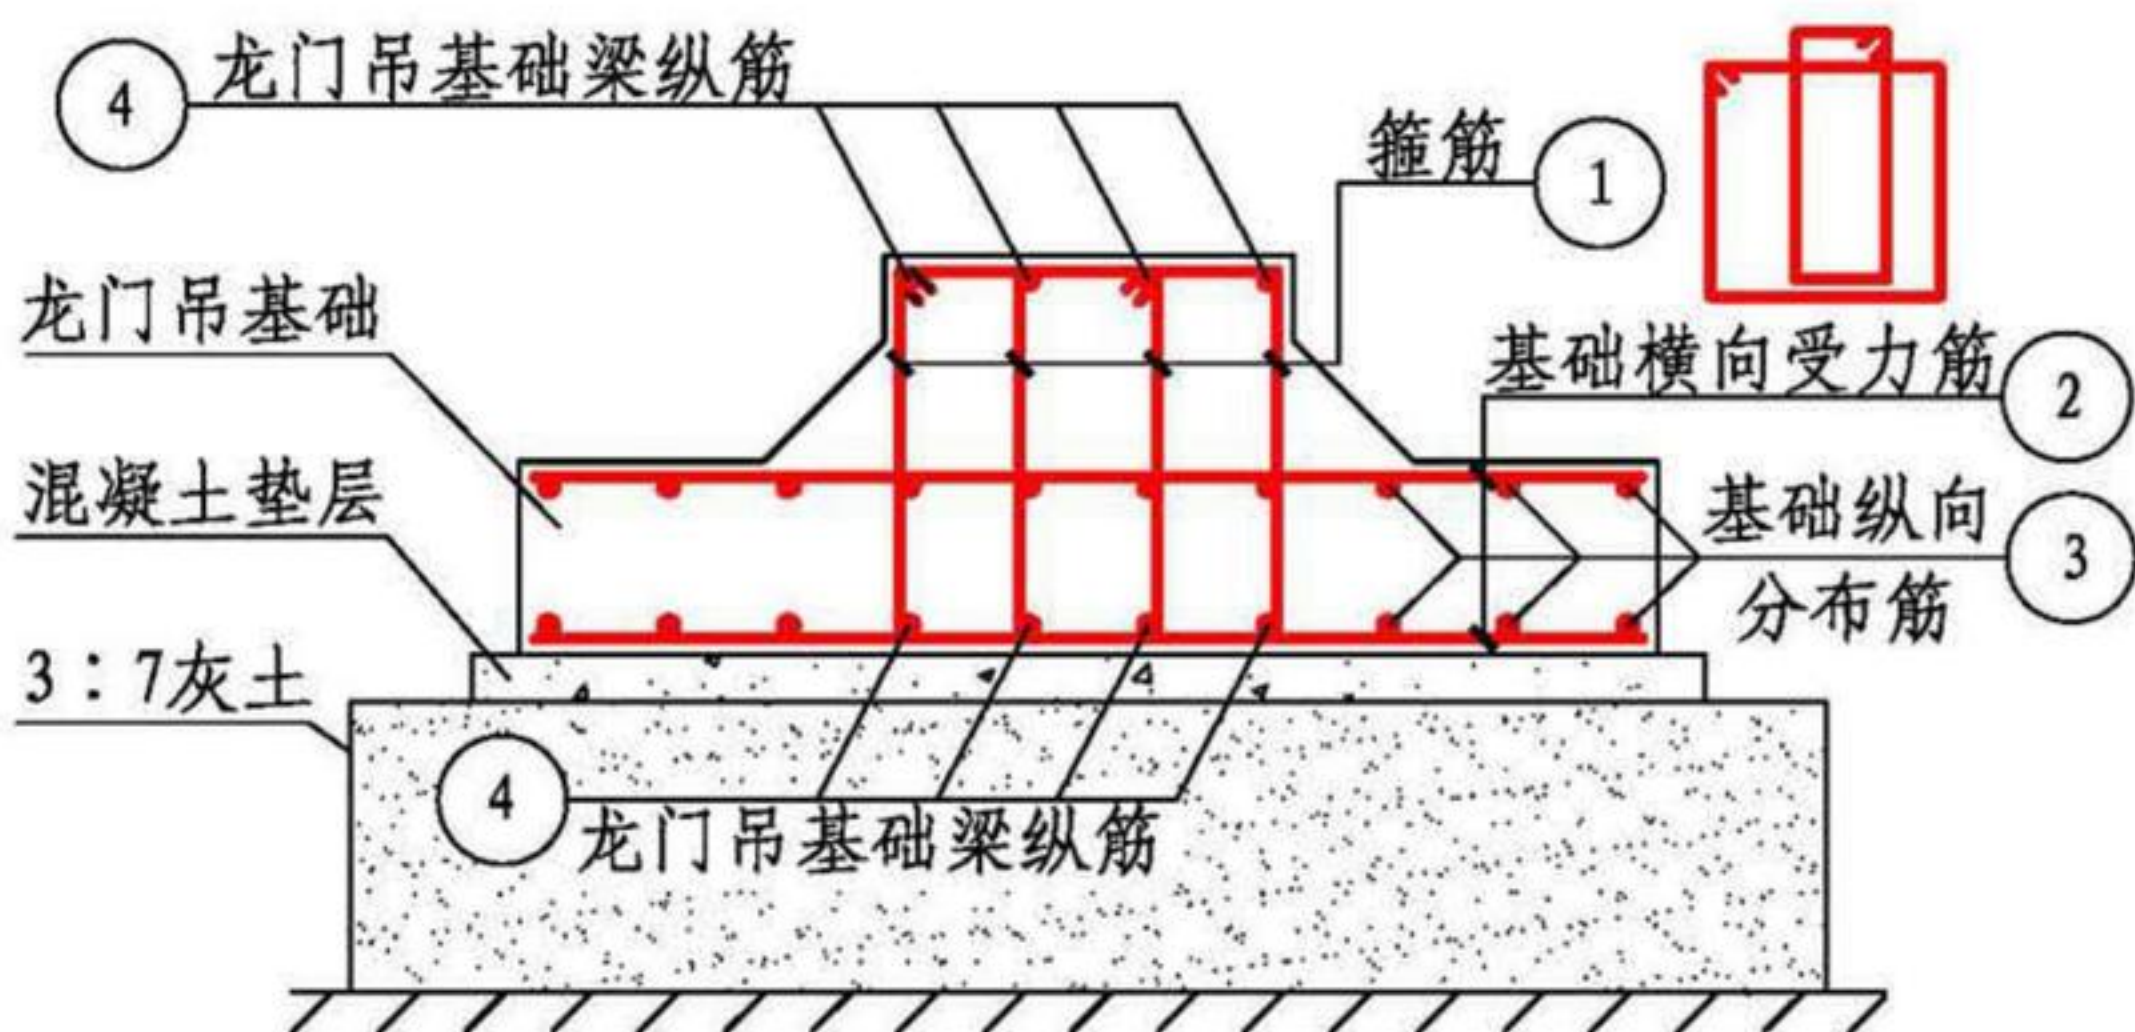 ④ 龙门吊基础梁纵筋
箍筋 ①
龙门吊基础
基础横向受力筋 ②
混凝土垫层
基础纵向 ③
分布筋
3：7灰土
④
龙门吊基础梁纵筋